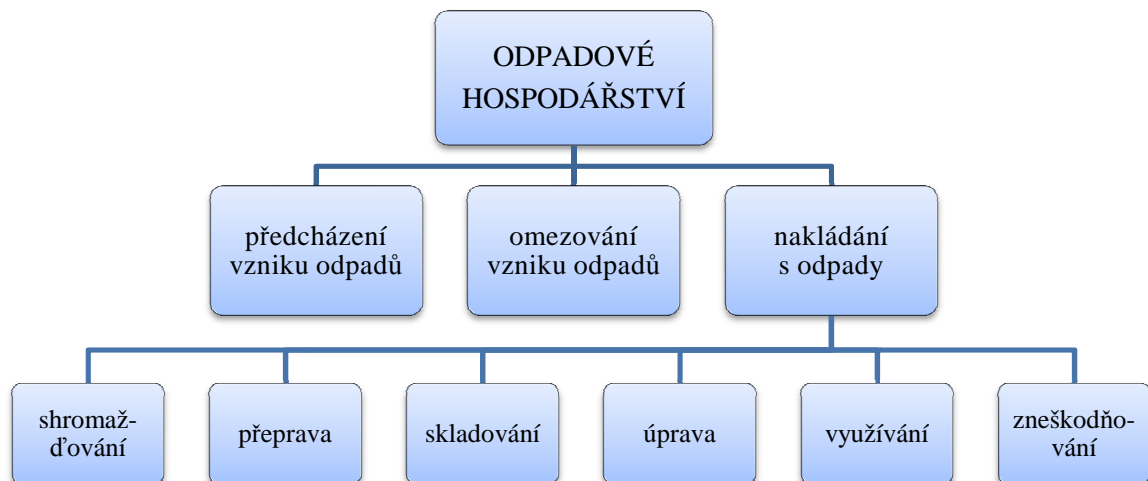 ODPADOVÉ
HOSPODÁŘSTVÍ
předcházení
vzniku odpadů
omezování
vzniku odpadů
nakládání
s odpady
shromaž-
ďování
přeprava
skladování
úprava
využívání
zneškodňo-
vání